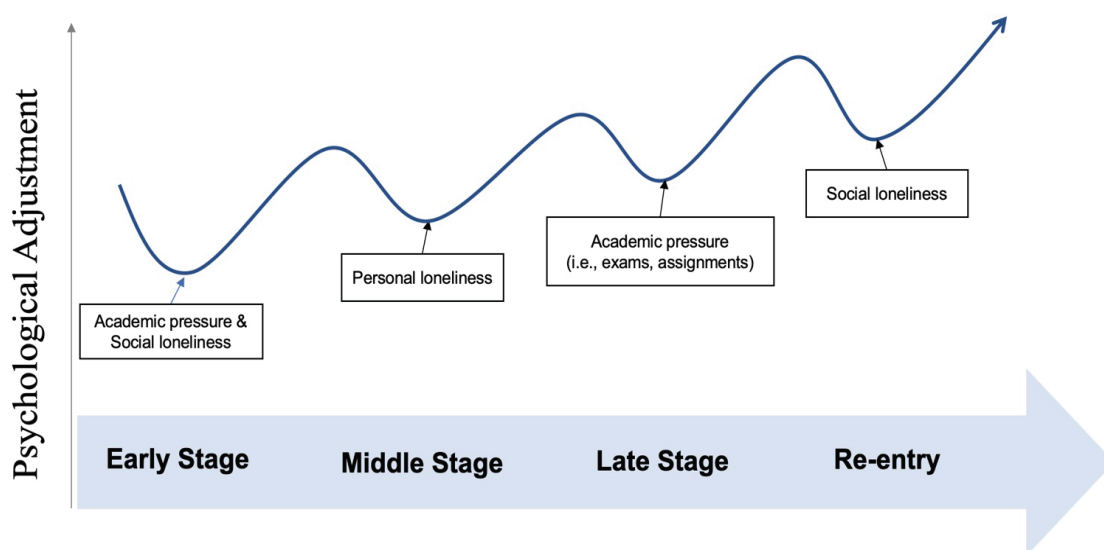 Psychological Adjustment
Social loneliness
Academic pressure
(i.e., exams, assignments)
Personal loneliness
Academic pressure &
Social loneliness
Early Stage
Middle Stage
Late Stage
Re-entry